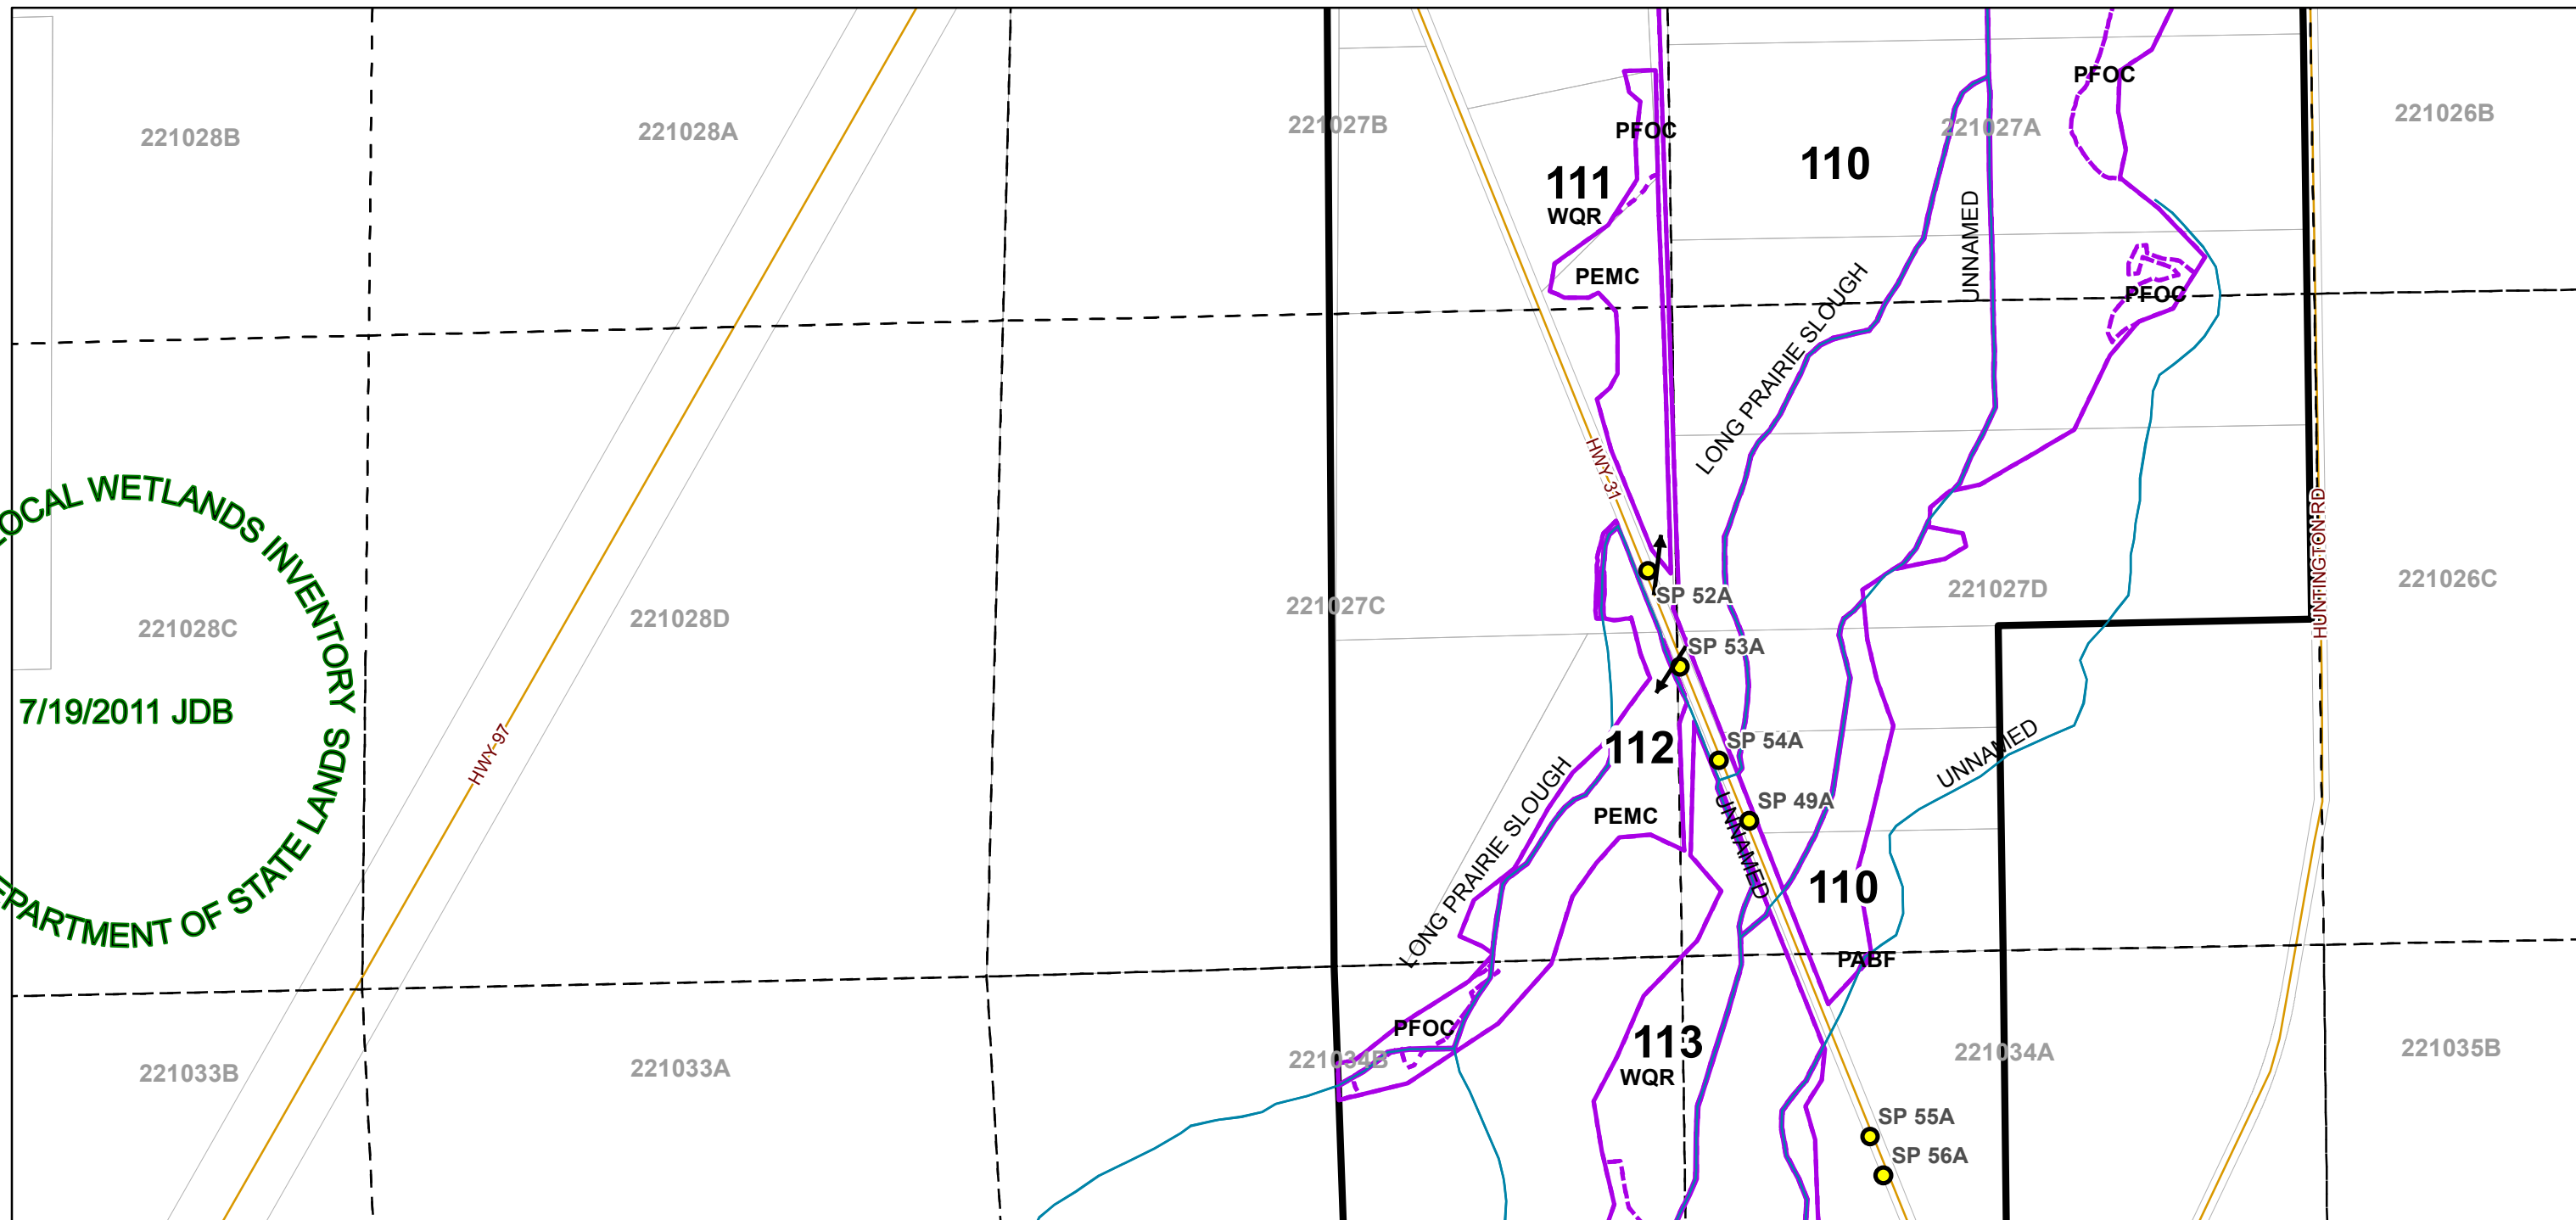 PFOC
221028B
221028A
221027B
PFOC
221027A
221026B
111
WQR
110
UNNAMED
PEMC
PFOC
LONG PRAIRIE SLOUGH
HWY-31
OCAL WETLANDS INVENTORY
7/19/2011 JDB
EPARTMENT OF STATE LANDS
HUNTINGTON RD
221028C
221028D
221027C
SP 52A
221027D
221026C
SP 53A
HWY-97
112
SP 54A
UNNAMED
LONG PRAIRIE SLOUGH
PEMC
SP 49A
UNNAMED
110
PABF
PFOC
221033B
221033A
221034B
113
WQR
221034A
221035B
SP 55A
SP 56A